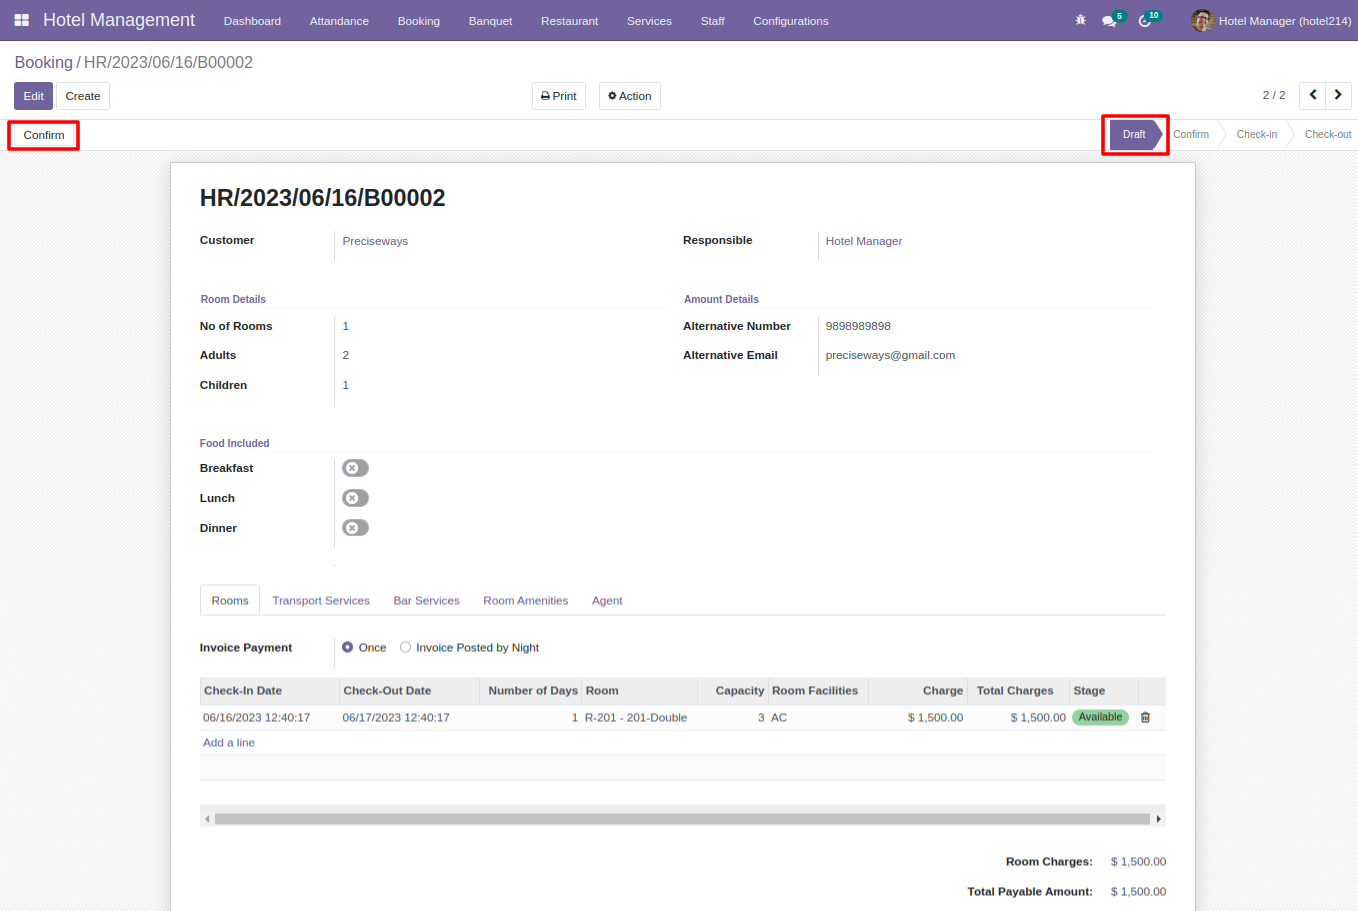 Hotel Management Dashboard Attandance Booking Banquet Restaurant Services Staff Configurations 5 10 Hotel Manager (hotel214)
Booking / HR/2023/06/16/B00002
Edit Create Print Action 2 / 2
Confirm Draft Confirm Check-in Check-out
HR/2023/06/16/B00002
Customer Preciseways Responsible Hotel Manager
Room Details Amount Details
No of Rooms 1 Alternative Number 9898989898
Adults 2 Alternative Email preciseways@gmail.com
Children 1
Food Included
Breakfast
Lunch
Dinner
Rooms Transport Services Bar Services Room Amenities Agent
Invoice Payment Once Invoice Posted by Night
Check-In Date Check-Out Date Number of Days Room Capacity Room Facilities Charge Total Charges Stage
06/16/2023 12:40:17 06/17/2023 12:40:17 1 R-201 - 201-Double 3 AC $ 1,500.00 $ 1,500.00 Available
Add a line
Room Charges: $ 1,500.00
Total Payable Amount: $ 1,500.00